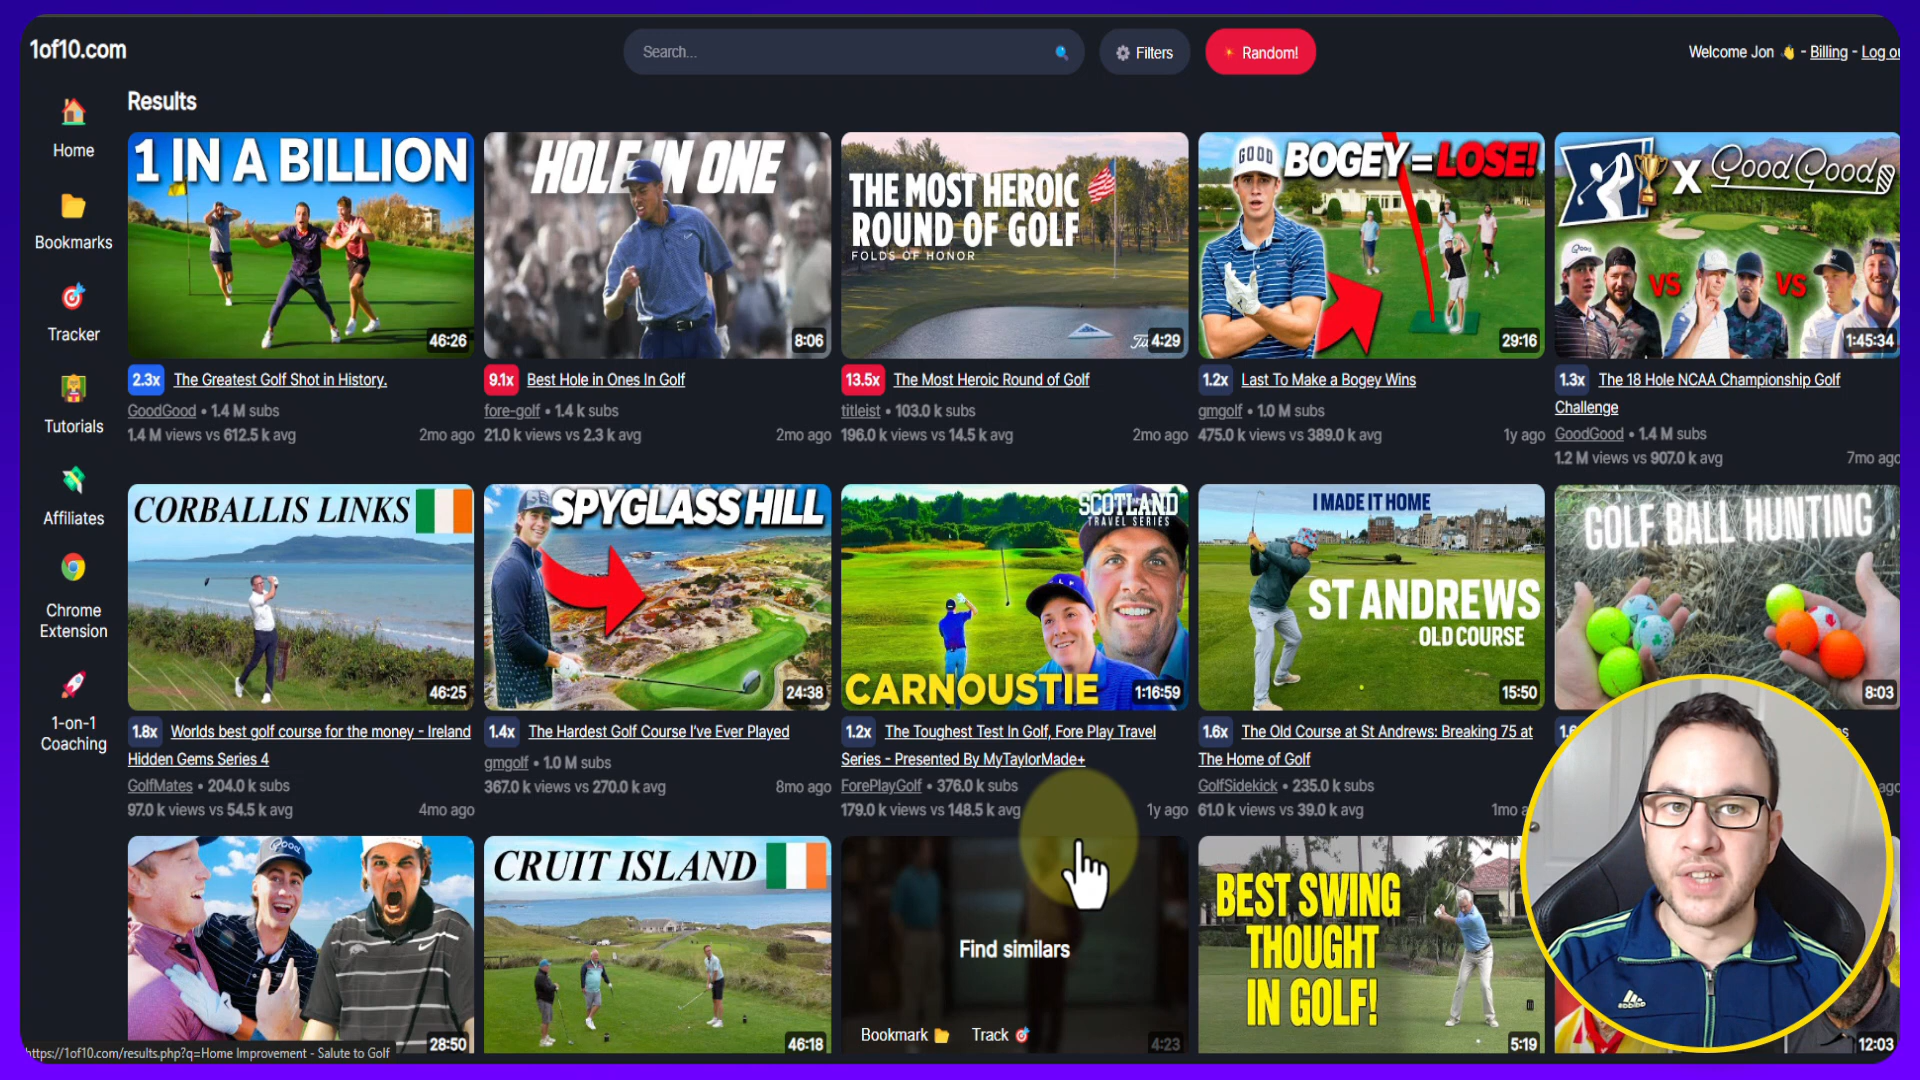 1of10.com
Search...
Filters
Random!
Welcome Jon 👋 - Billing - Log ou
Home
Bookmarks
Tracker
Tutorials
Affiliates
Chrome
Extension
1-on-1
Coaching
Results
1 IN A BILLION
46:26
2.3x The Greatest Golf Shot in History.
GoodGood • 1.4 M subs
1.4 M views vs 612.5 k avg 2mo ago
HOLE IN ONE
8:06
9.1x Best Hole in Ones In Golf
fore-golf • 1.4 k subs
21.0 k views vs 2.3 k avg 2mo ago
THE MOST HEROIC
ROUND OF GOLF
FOLDS OF HONOR
4:29
13.5x The Most Heroic Round of Golf
titleist • 103.0 k subs
196.0 k views vs 14.5 k avg 2mo ago
GOOD
BOGEY = LOSE!
29:16
1.2x Last To Make a Bogey Wins
gmgolf • 1.0 M subs
475.0 k views vs 389.0 k avg 1y ago
X GoodGood
VS VS
1:45:34
1.3x The 18 Hole NCAA Championship Golf
Challenge
GoodGood • 1.4 M subs
1.2 M views vs 907.0 k avg 7mo ago
CORBALLIS LINKS
46:25
1.8x Worlds best golf course for the money - Ireland
Hidden Gems Series 4
GolfMates • 204.0 k subs
97.0 k views vs 54.5 k avg 4mo ago
SPYGLASS HILL
24:38
1.4x The Hardest Golf Course I've Ever Played
gmgolf • 1.0 M subs
367.0 k views vs 270.0 k avg 8mo ago
SCOTLAND
TRAVEL SERIES
CARNOUSTIE
1:16:59
1.2x The Toughest Test In Golf, Fore Play Travel
Series - Presented By MyTaylorMade+
ForePlayGolf • 376.0 k subs
179.0 k views vs 148.5 k avg 1y ago
I MADE IT HOME
ST ANDREWS
OLD COURSE
15:50
1.6x The Old Course at St Andrews: Breaking 75 at
The Home of Golf
GolfSidekick • 235.0 k subs
61.0 k views vs 39.0 k avg 1mo a
GOLF BALL HUNTING
8:03
28:50
CRUIT ISLAND
46:18
Find similars
Bookmark Track
4:23
BEST SWING
THOUGHT
IN GOLF!
5:19
adidas
12:03
https://1of10.com/results.php?q=Home Improvement - Salute to Golf